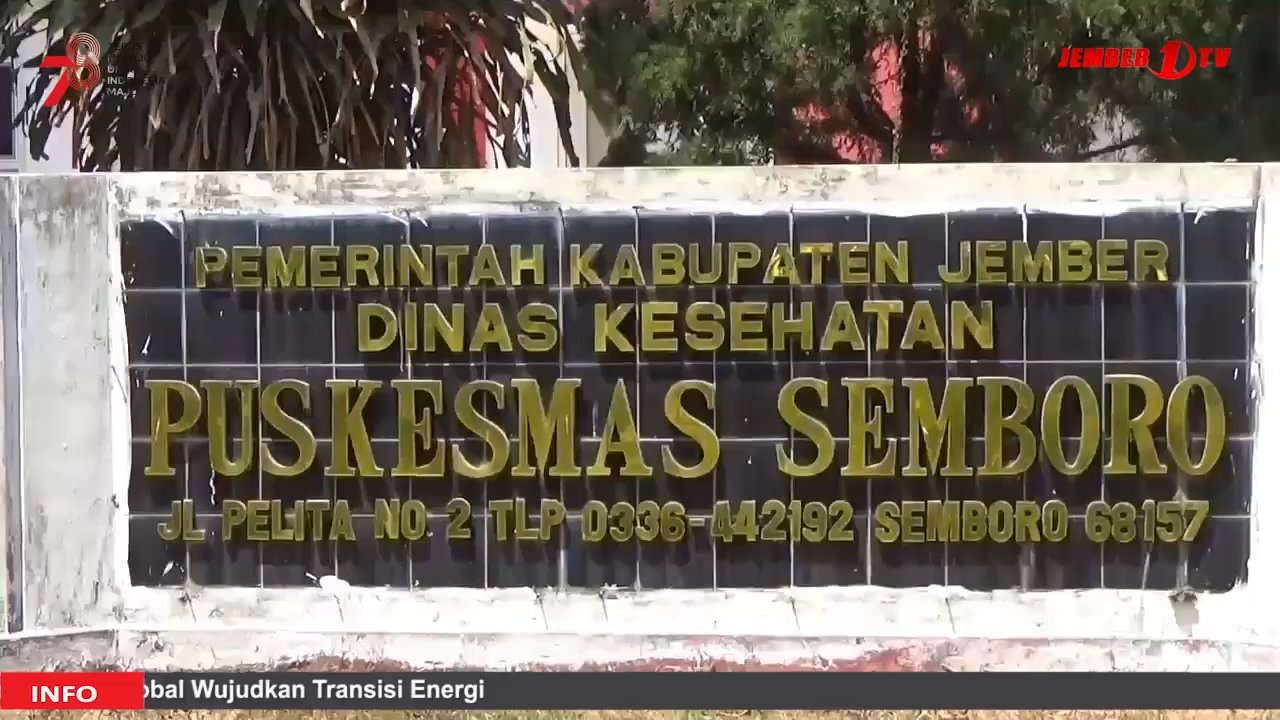 78
JEMBER 1 TV
PEMERINTAH KABUPATEN JEMBER
DINAS KESEHATAN
PUSKESMAS SEMBORO
JL PELITA NO. 2 TLP 0336-442192 SEMBORO 68157
INFO
obal Wujudkan Transisi Energi